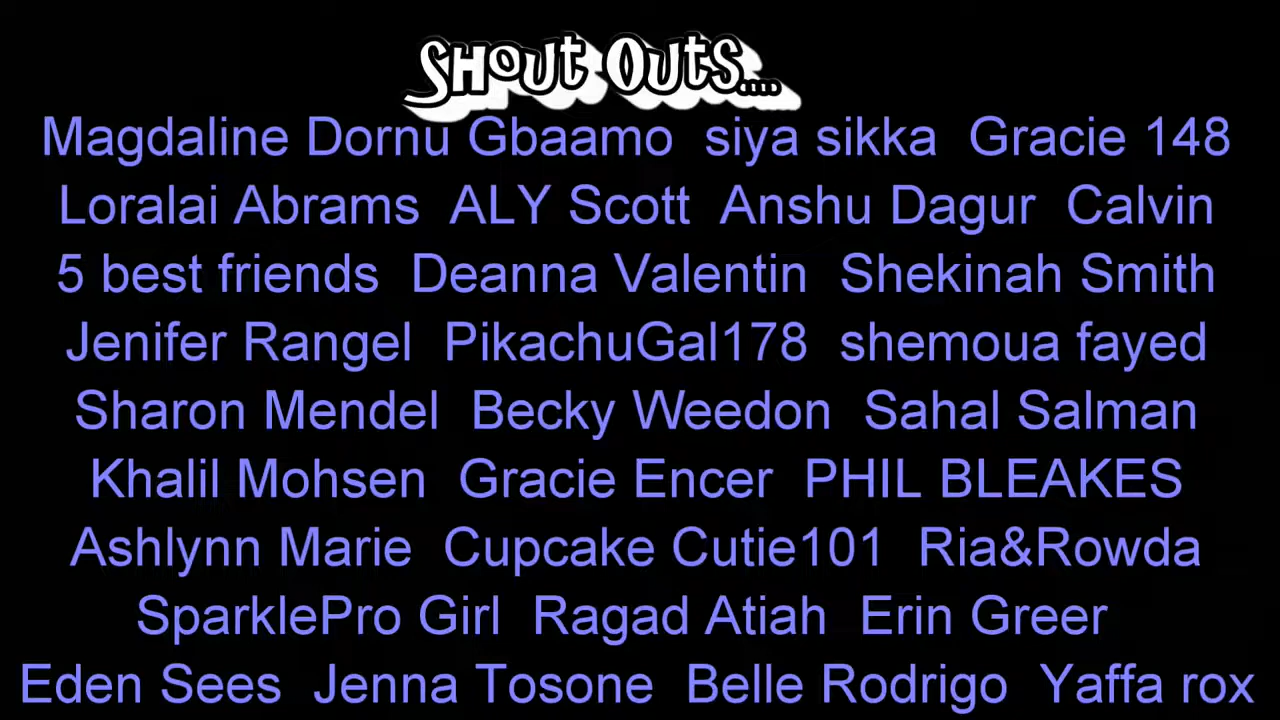 SHOUT OUTS....
Magdaline Dornu Gbaamo siya sikka Gracie 148
Loralai Abrams ALY Scott Anshu Dagur Calvin
5 best friends Deanna Valentin Shekinah Smith
Jenifer Rangel PikachuGal178 shemoua fayed
Sharon Mendel Becky Weedon Sahal Salman
Khalil Mohsen Gracie Encer PHIL BLEAKES
Ashlynn Marie Cupcake Cutie101 Ria&Rowda
SparklePro Girl Ragad Atiah Erin Greer
Eden Sees Jenna Tosone Belle Rodrigo Yaffa rox